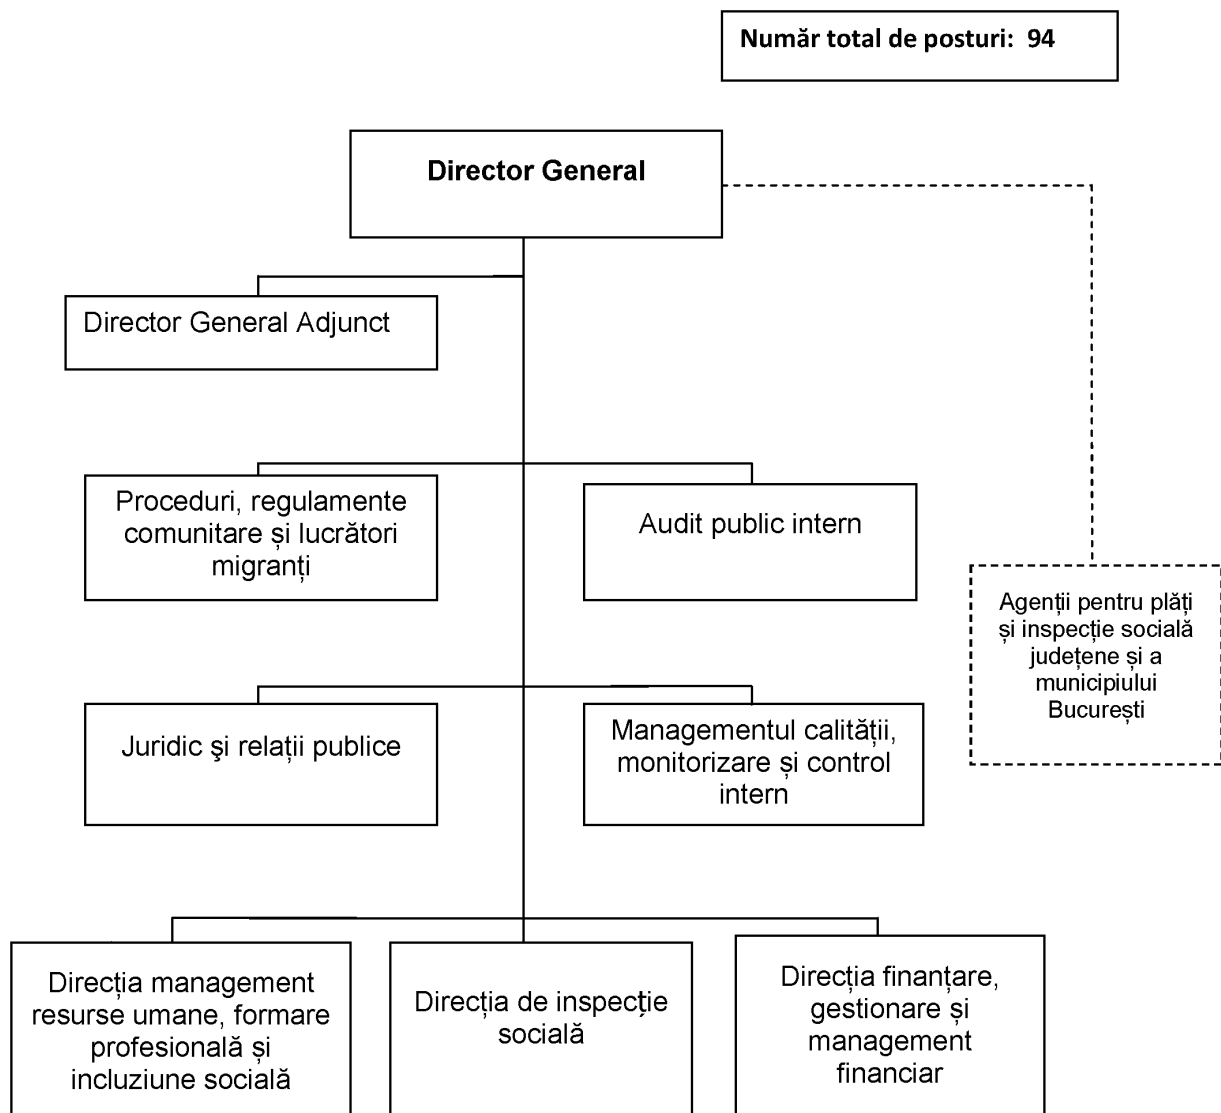 Număr total de posturi: 94
Director General
Director General Adjunct
Proceduri, regulamente
comunitare și lucrători
migranți
Audit public intern
Agenții pentru plăți
și inspecție socială
județene și a
municipiului
București
Juridic şi relații publice
Managementul calității,
monitorizare și control
intern
Direcția management
resurse umane, formare
profesională și
incluziune socială
Direcția de inspecție
socială
Direcția finanțare,
gestionare și
management
financiar